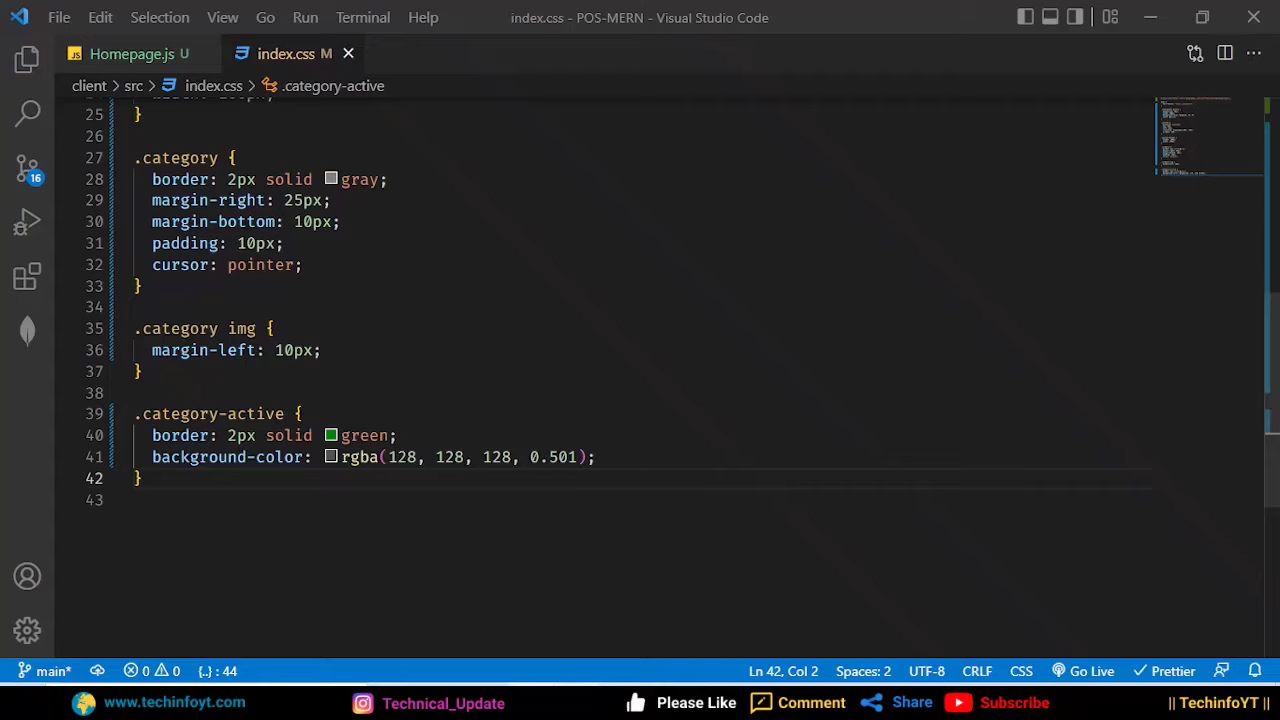 File Edit Selection View Go Run Terminal Help index.css - POS-MERN - Visual Studio Code
JS Homepage.js U index.css M
client > src > index.css > .category-active
25 }
26
27 .category {
28 border: 2px solid gray;
29 margin-right: 25px;
30 margin-bottom: 10px;
31 padding: 10px;
32 cursor: pointer;
33 }
34
35 .category img {
36 margin-left: 10px;
37 }
38
39 .category-active {
40 border: 2px solid green;
41 background-color: rgba(128, 128, 128, 0.501);
42 }
43
16
main* 0 0 {..} : 44 Ln 42, Col 2 Spaces: 2 UTF-8 CRLF CSS Go Live Prettier
www.techinfoyt.com Technical_Update Please Like Comment Share Subscribe || TechinfoYT ||